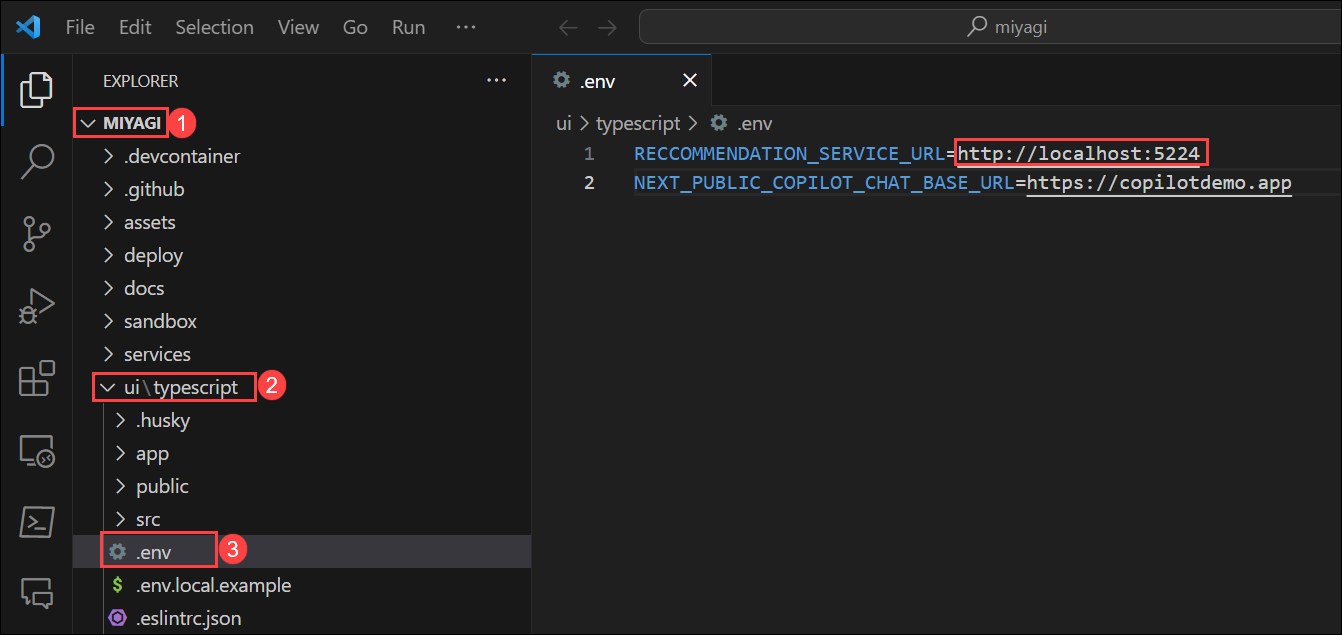 File Edit Selection View Go Run ···
miyagi
EXPLORER ···
MIYAGI 1
.devcontainer
.github
assets
deploy
docs
sandbox
services
ui\typescript 2
.husky
app
public
src
.env 3
$ .env.local.example
.eslintrc.json
.env
ui > typescript > .env
1 RECCOMMENDATION_SERVICE_URL=http://localhost:5224
2 NEXT_PUBLIC_COPILOT_CHAT_BASE_URL=https://copilotdemo.app